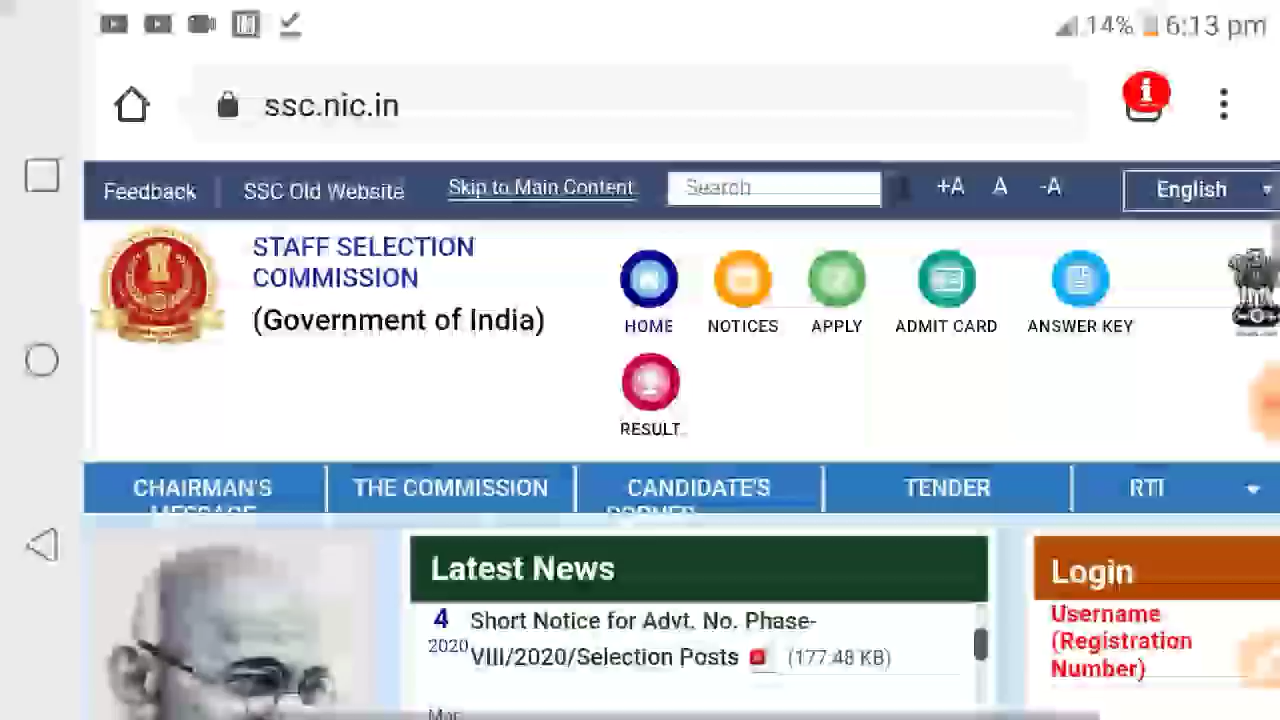 14% 6:13 pm
ssc.nic.in
Feedback SSC Old Website Skip to Main Content Search +A A -A English
STAFF SELECTION
COMMISSION
(Government of India)
HOME NOTICES APPLY ADMIT CARD ANSWER KEY
RESULT
CHAIRMAN'S THE COMMISSION CANDIDATE'S TENDER RTI
MESSAGE CORNER
Latest News
Login
4 Short Notice for Advt. No. Phase-
2020 VIII/2020/Selection Posts (177.48 KB)
Username
(Registration
Number)
Mar